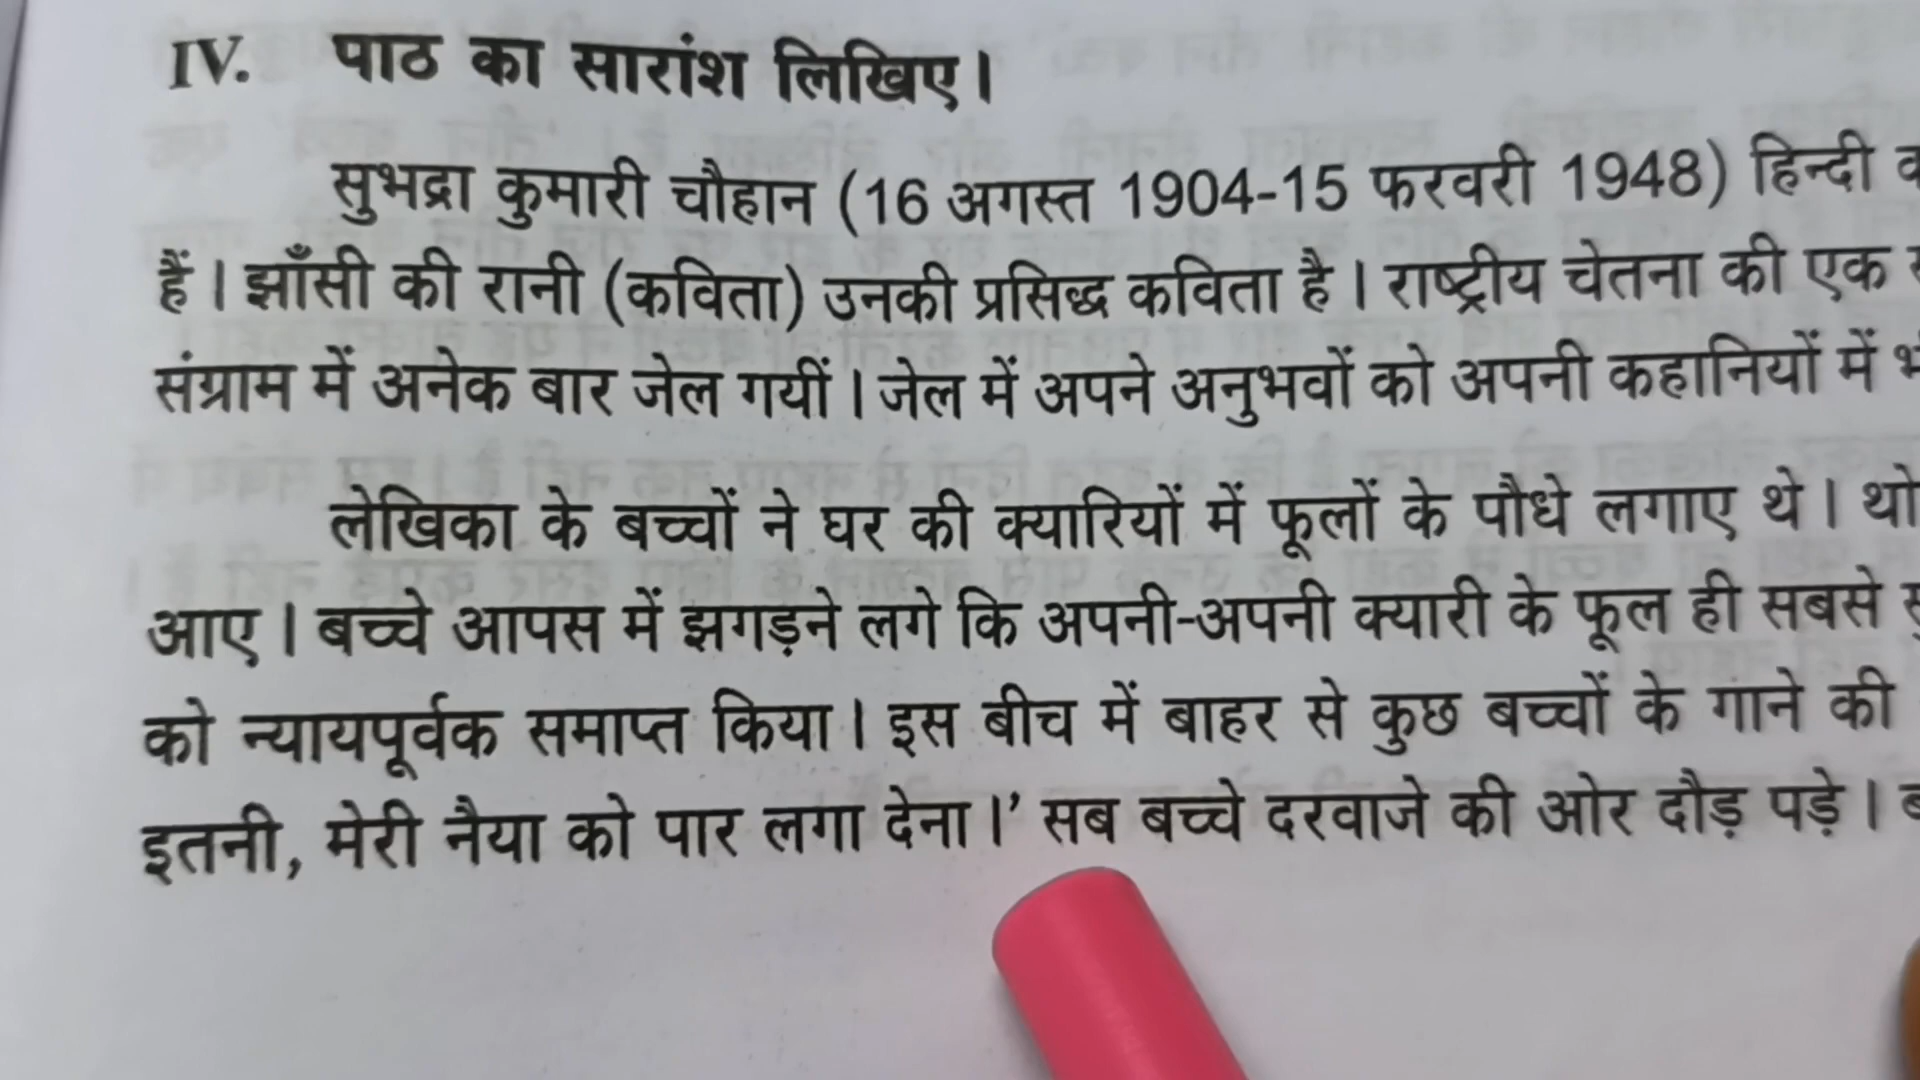 IV. पाठ का सारांश लिखिए।
सुभद्रा कुमारी चौहान (16 अगस्त 1904-15 फरवरी 1948) हिन्दी
हैं। झाँसी की रानी (कविता) उनकी प्रसिद्ध कविता है। राष्ट्रीय चेतना की एक
संग्राम में अनेक बार जेल गयीं। जेल में अपने अनुभवों को अपनी कहानियों में
लेखिका के बच्चों ने घर की क्यारियों में फूलों के पौधे लगाए थे।
आए। बच्चे आपस में झगड़ने लगे कि अपनी-अपनी क्यारी के फूल ही सबसे
को न्यायपूर्वक समाप्त किया। इस बीच में बाहर से कुछ बच्चों के गाने की
इतनी, मेरी नैया को पार लगा देना।’ सब बच्चे दरवाजे की ओर दौड़ पड़े।